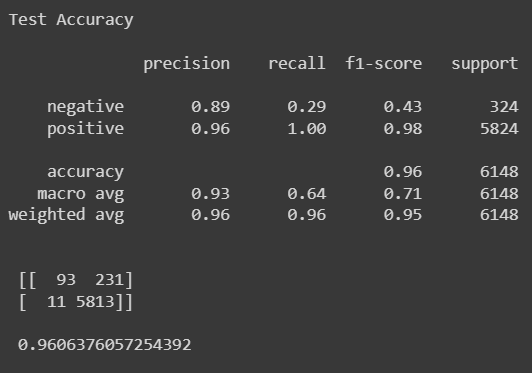 Test Accuracy
precision recall f1-score support
negative 0.89 0.29 0.43 324
positive 0.96 1.00 0.98 5824
accuracy 0.96 6148
macro avg 0.93 0.64 0.71 6148
weighted avg 0.96 0.96 0.95 6148
[[ 93 231]
[ 11 5813]]
0.9606376057254392